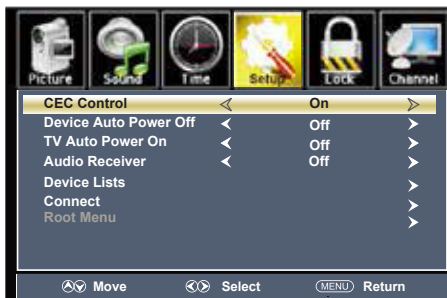 Picture Sound Time Setup Lock Channel
CEC Control On
Device Auto Power Off Off
TV Auto Power On Off
Audio Receiver Off
Device Lists
Connect
Root Menu
Move Select MENU Return